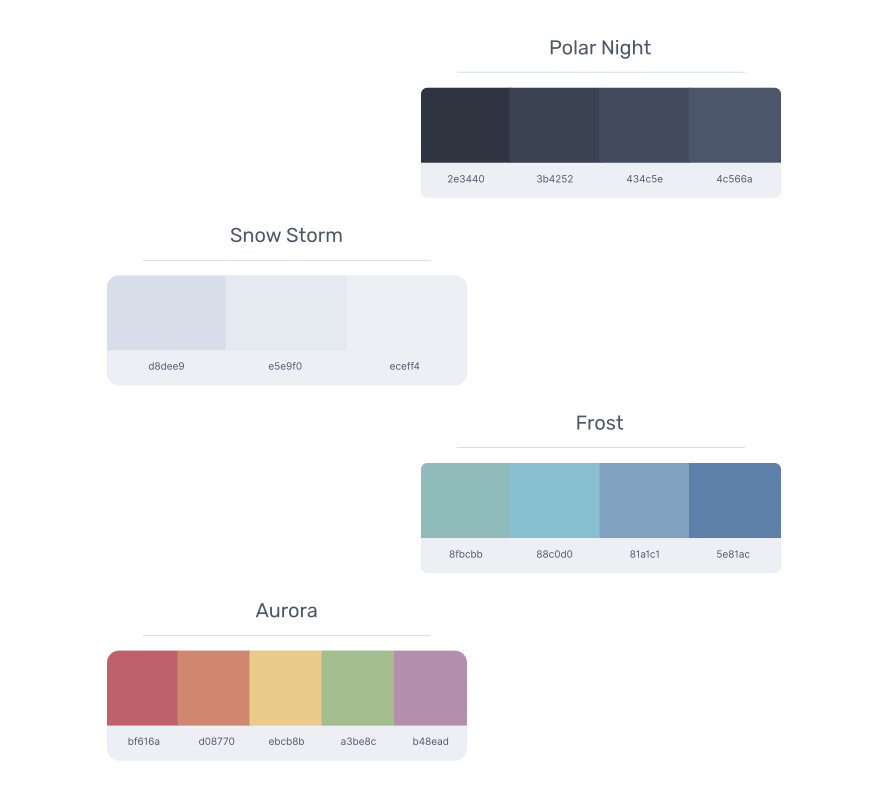 Polar Night
2e3440 3b4252 434c5e 4c566a
Snow Storm
d8dee9 e5e9f0 eceff4
Frost
8fbcbb 88c0d0 81a1c1 5e81ac
Aurora
bf616a d08770 ebcb8b a3be8c b48ead